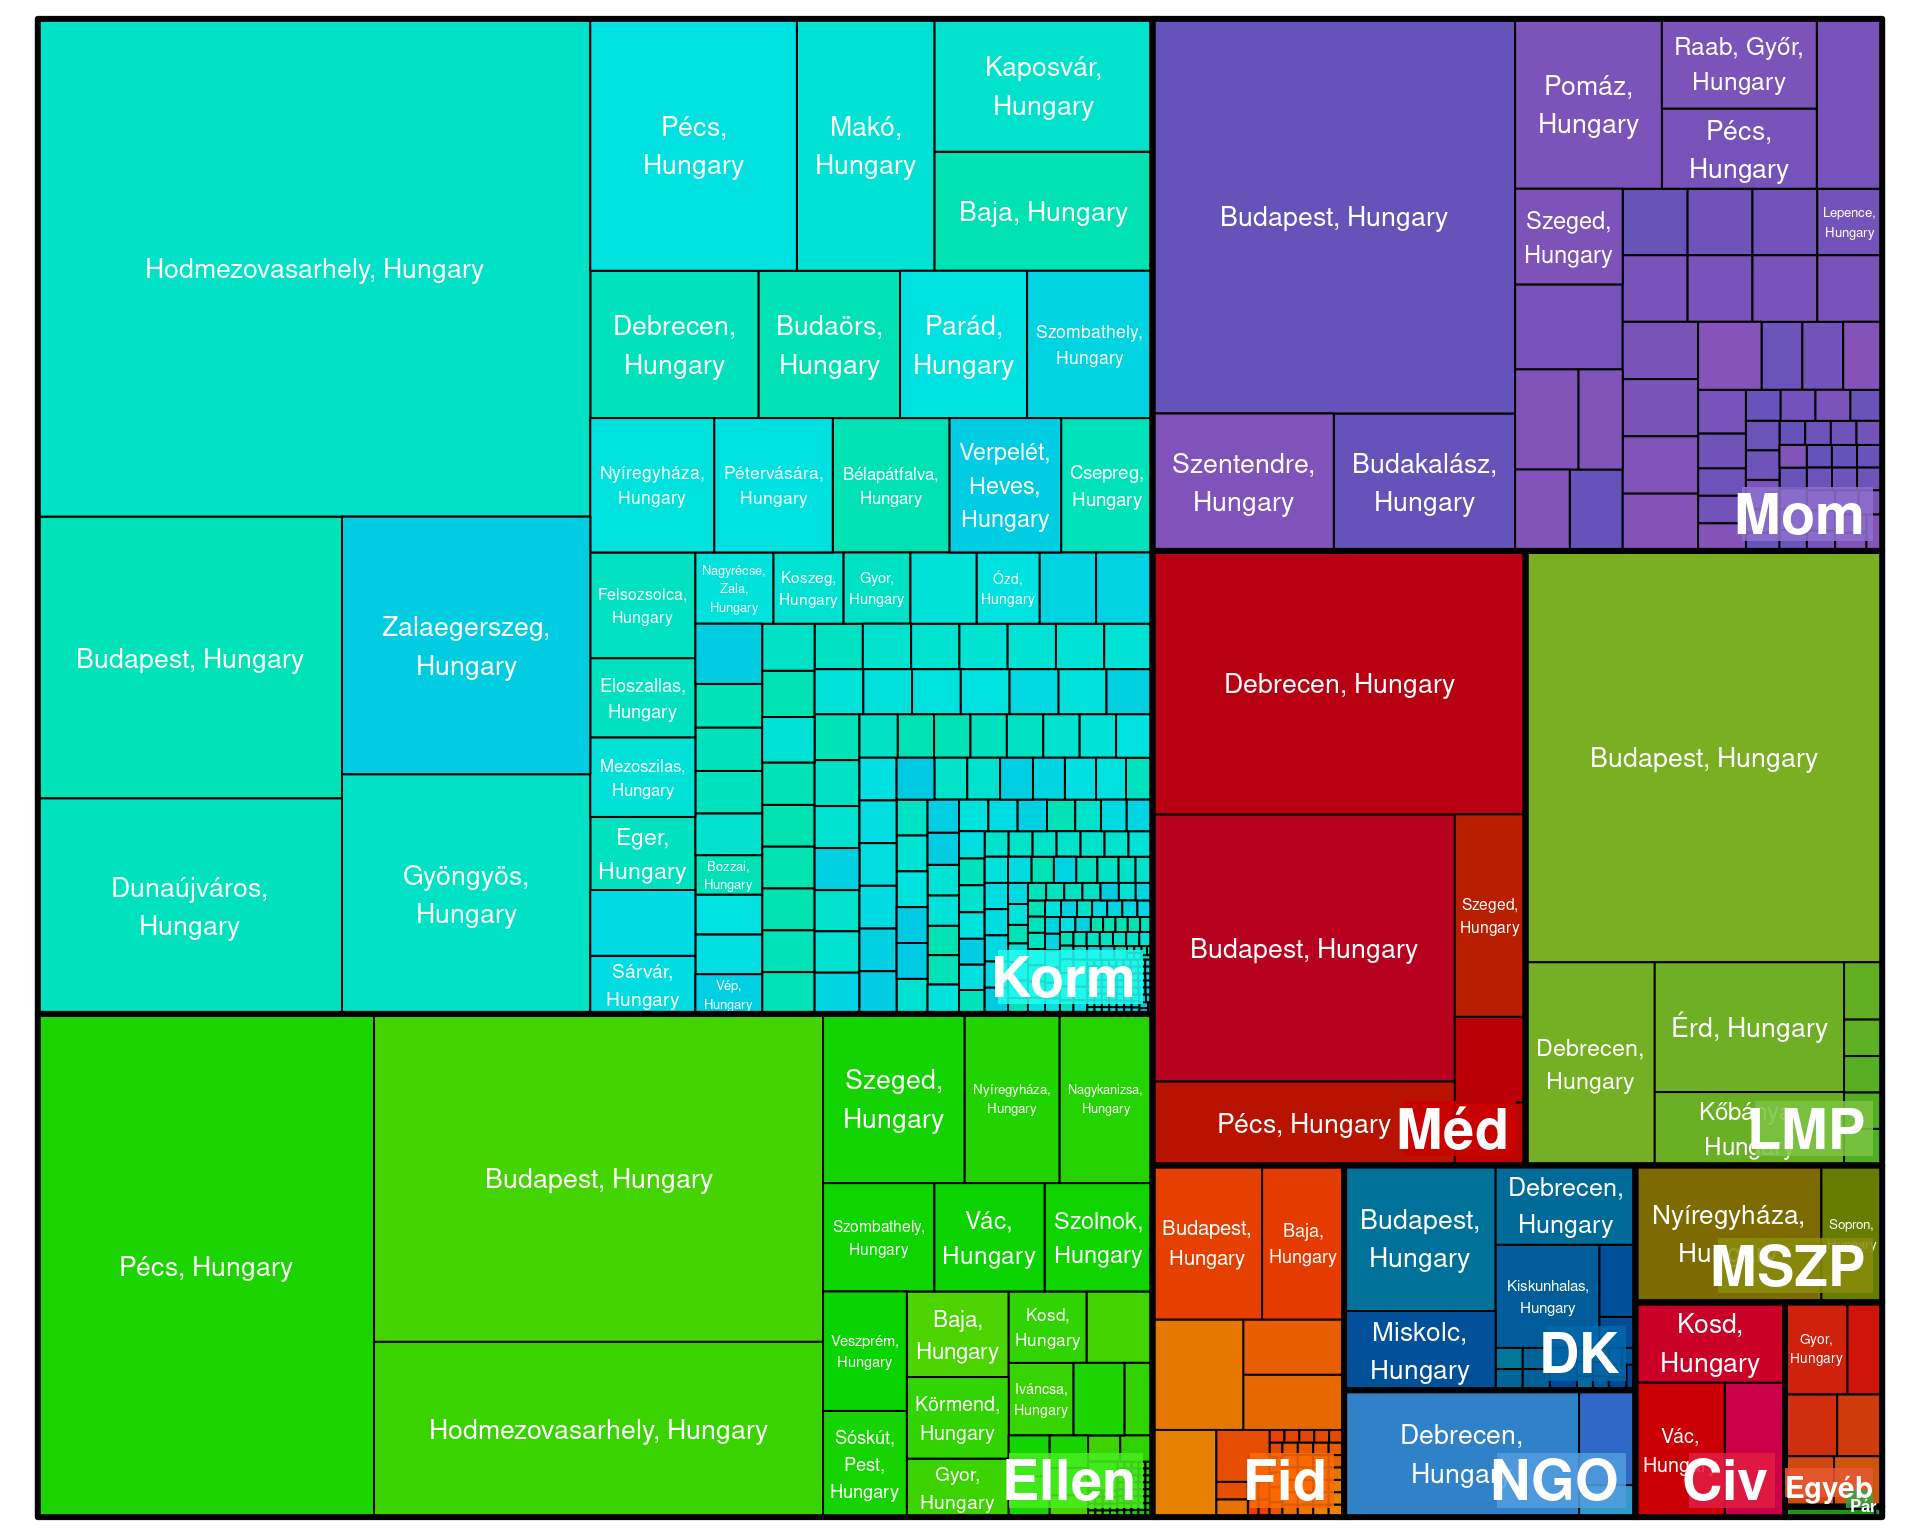 Hodmezovasarhely, Hungary
Pécs,
Hungary
Makó,
Hungary
Kaposvár,
Hungary
Baja, Hungary
Debrecen,
Hungary
Budaörs,
Hungary
Parád,
Hungary
Szombathely,
Hungary
Nyíregyháza,
Hungary
Pétervására,
Hungary
Bélapátfalva,
Hungary
Verpelét,
Heves,
Hungary
Csepreg,
Hungary
Budapest, Hungary
Zalaegerszeg,
Hungary
Dunaújváros,
Hungary
Gyöngyös,
Hungary
Felsozsolca,
Hungary
Nagyrécse,
Zala,
Hungary
Koszeg,
Hungary
Gyor,
Hungary
Ózd,
Hungary
Eloszallas,
Hungary
Mezoszilas,
Hungary
Eger,
Hungary
Bozzai,
Hungary
Sárvár,
Hungary
Vép,
Hungary
Korm
Budapest, Hungary
Pomáz,
Hungary
Raab, Győr,
Hungary
Pécs,
Hungary
Szeged,
Hungary
Lepence,
Hungary
Szentendre,
Hungary
Budakalász,
Hungary
Mom
Debrecen, Hungary
Budapest, Hungary
Szeged,
Hungary
Pécs, Hungary
Méd
Budapest, Hungary
Debrecen,
Hungary
Érd, Hungary
Kőbánya,
Hungary
LMP
Pécs, Hungary
Budapest, Hungary
Hodmezovasarhely, Hungary
Szeged,
Hungary
Nyíregyháza,
Hungary
Nagykanizsa,
Hungary
Szombathely,
Hungary
Vác,
Hungary
Szolnok,
Hungary
Veszprém,
Hungary
Baja,
Hungary
Kosd,
Hungary
Iváncsa,
Hungary
Körmend,
Hungary
Sóskút,
Pest,
Hungary
Gyor,
Hungary
Ellen
Budapest,
Hungary
Baja,
Hungary
Fid
Budapest,
Hungary
Debrecen,
Hungary
Kiskunhalas,
Hungary
Miskolc,
Hungary
DK
Debrecen,
Hungary
NGO
Nyíregyháza,
Hungary
Sopron,
Hungary
MSZP
Kosd,
Hungary
Vác,
Hungary
Civ
Gyor,
Hungary
Egyéb
Pár